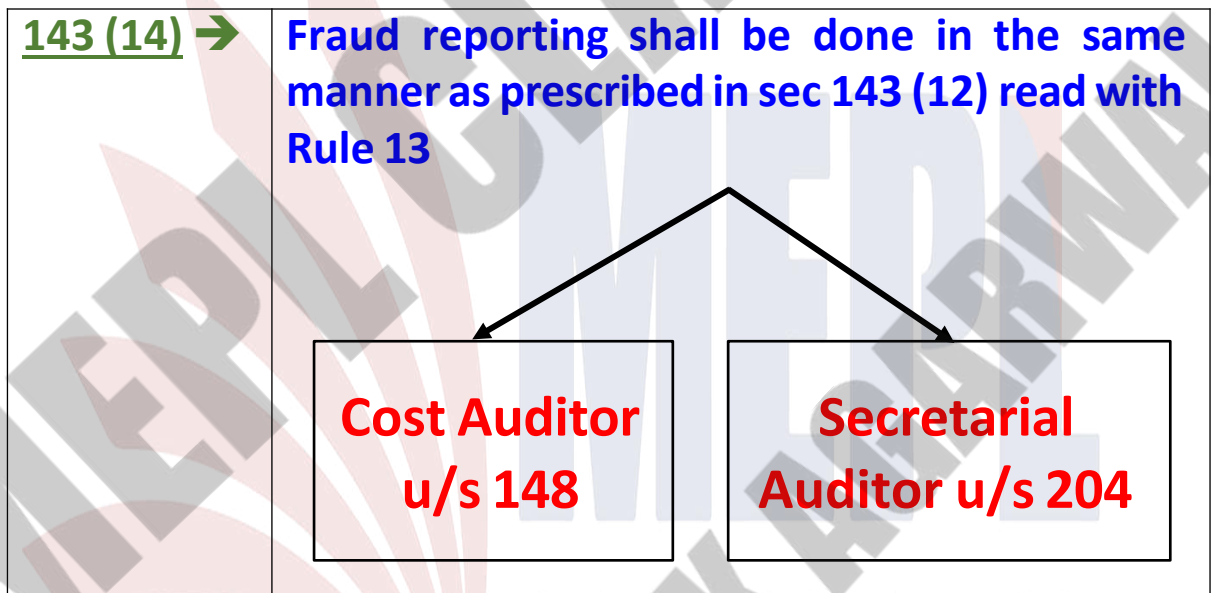 143 (14) ➔
Fraud reporting shall be done in the same
manner as prescribed in sec 143 (12) read with
Rule 13
Cost Auditor
u/s 148
Secretarial
Auditor u/s 204
MEPL